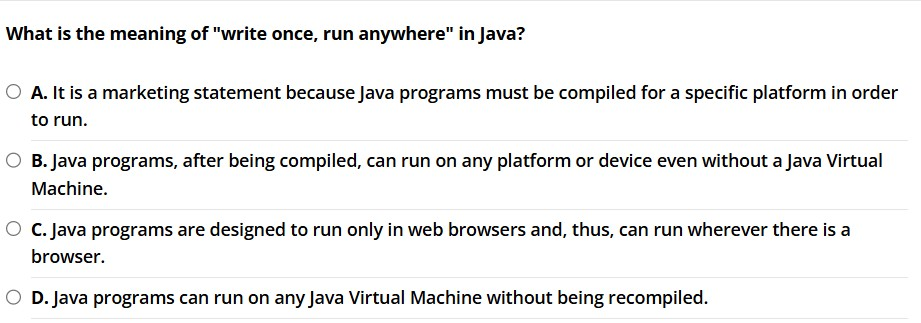 What is the meaning of "write once, run anywhere" in Java?
A. It is a marketing statement because Java programs must be compiled for a specific platform in order
to run.
B. Java programs, after being compiled, can run on any platform or device even without a Java Virtual
Machine.
C. Java programs are designed to run only in web browsers and, thus, can run wherever there is a
browser.
D. Java programs can run on any Java Virtual Machine without being recompiled.